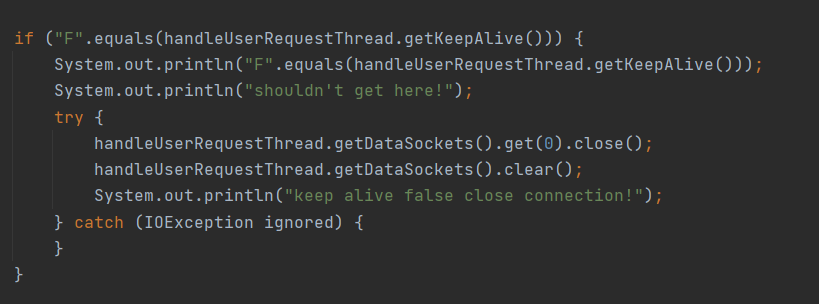 if ("F".equals(handleUserRequestThread.getKeepAlive())) {
    System.out.println("F".equals(handleUserRequestThread.getKeepAlive()));
    System.out.println("shouldn't get here!");
    try {
        handleUserRequestThread.getDataSockets().get(0).close();
        handleUserRequestThread.getDataSockets().clear();
        System.out.println("keep alive false close connection!");
    } catch (IOException ignored) {
    }
}